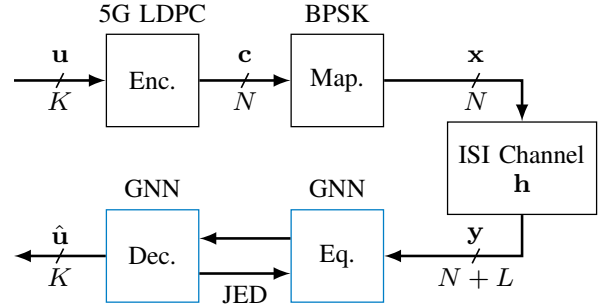 5G LDPC
BPSK
u
K
Enc.
c
N
Map.
x
N
ISI Channel
h
GNN
GNN
û
K
Dec.
JED
Eq.
y
N + L